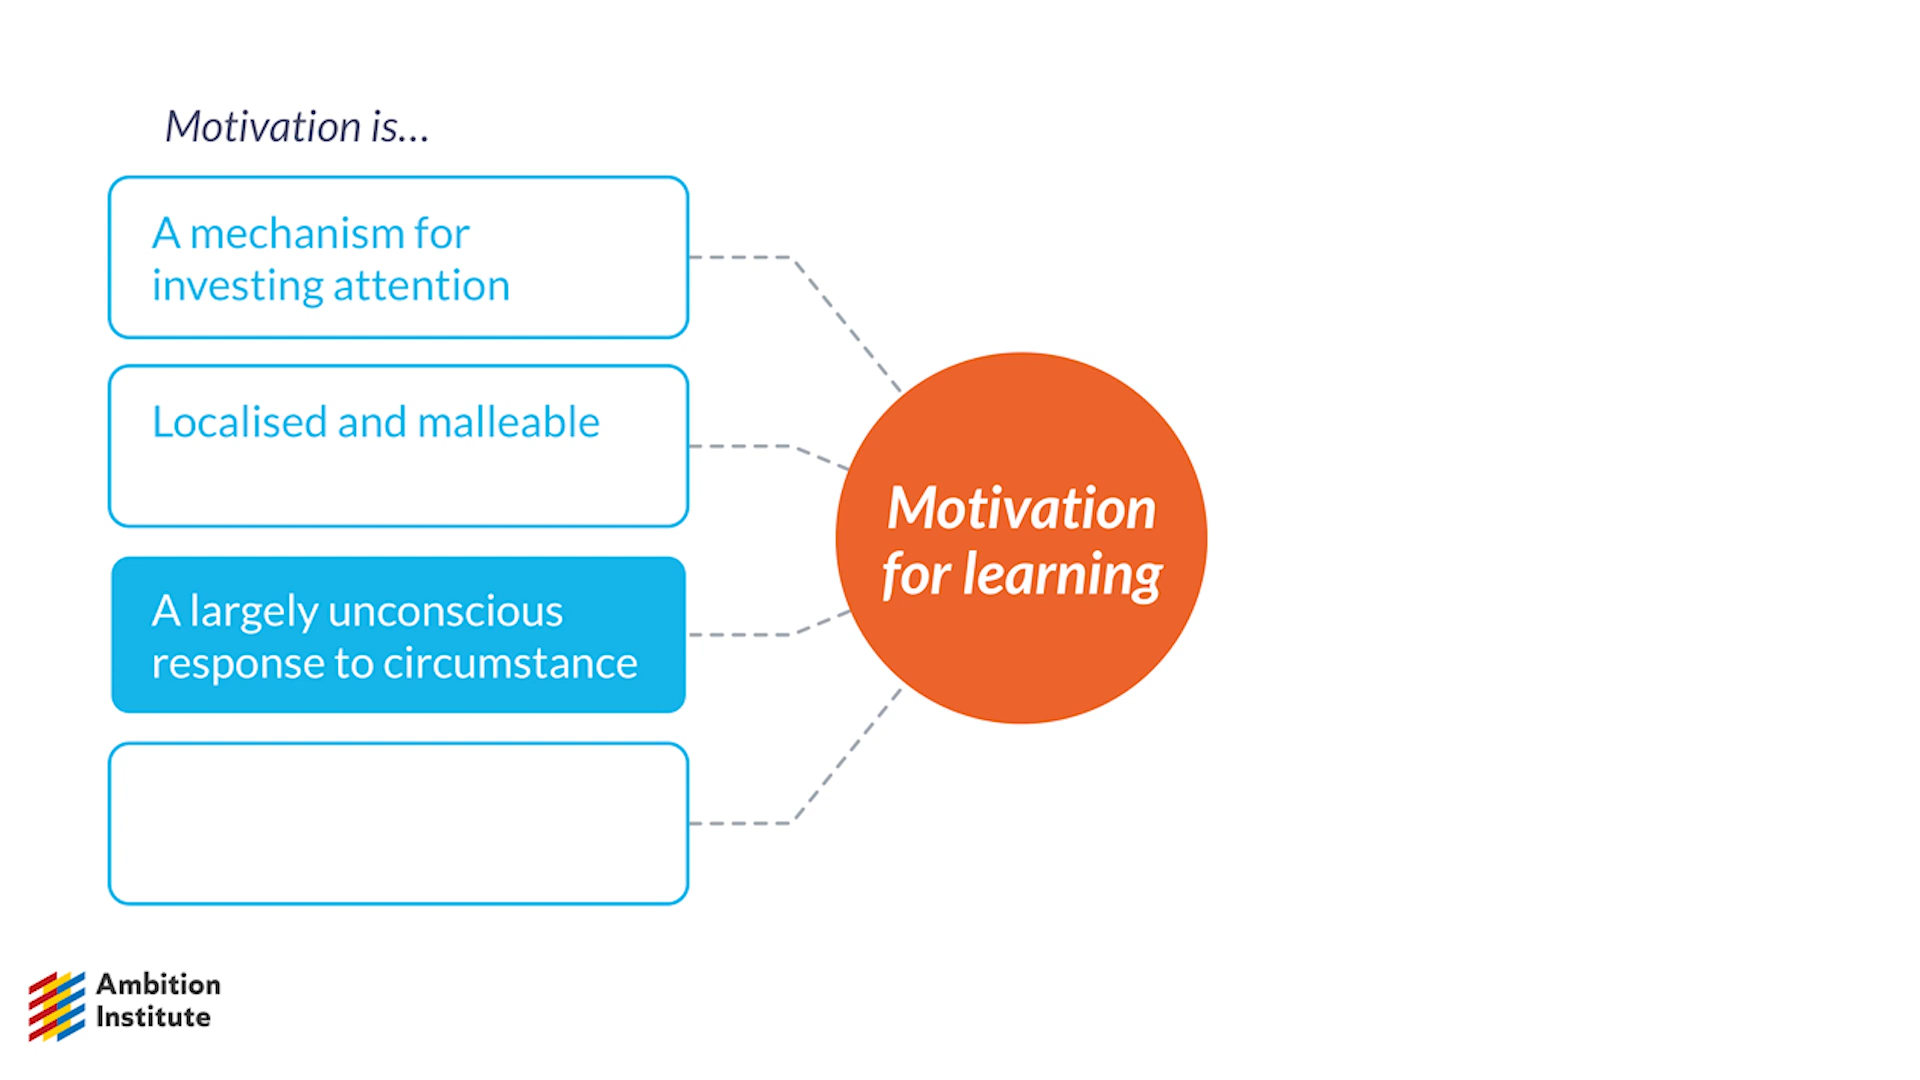 Motivation is...
A mechanism for
investing attention
Localised and malleable
A largely unconscious
response to circumstance
Motivation
for learning
Ambition
Institute